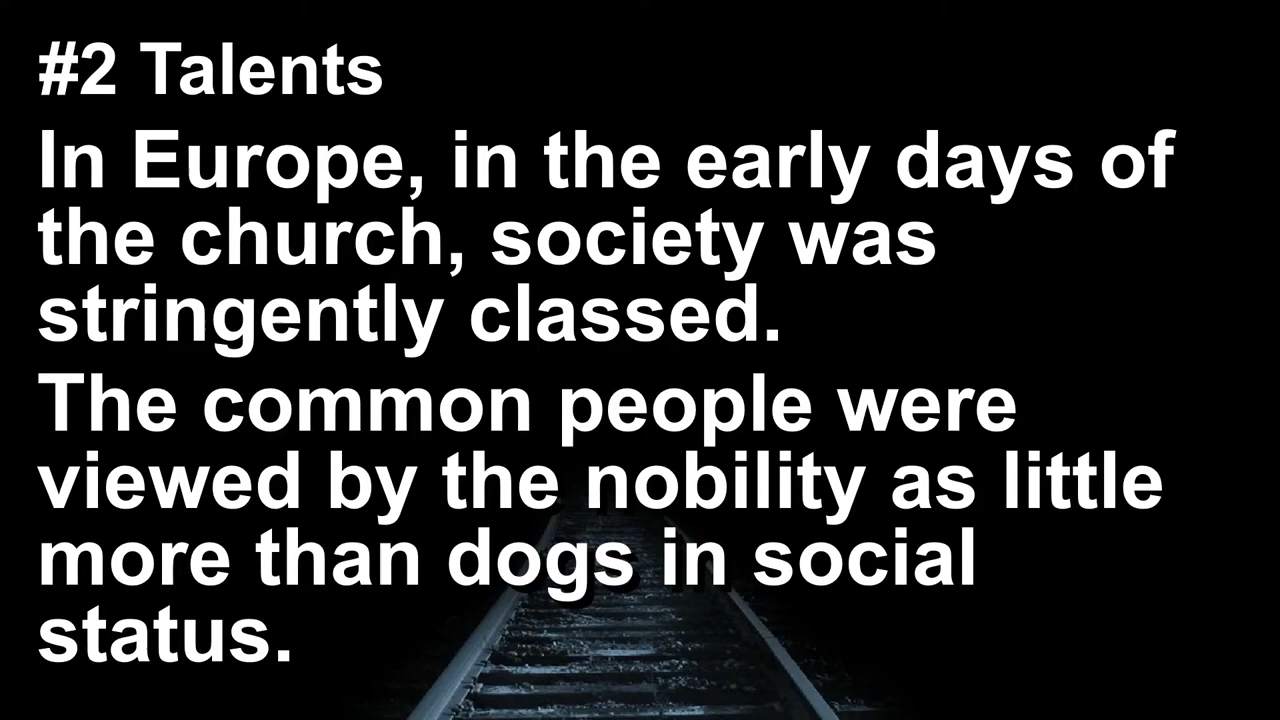 #2 Talents
In Europe, in the early days of
the church, society was
stringently classed.
The common people were
viewed by the nobility as little
more than dogs in social
status.